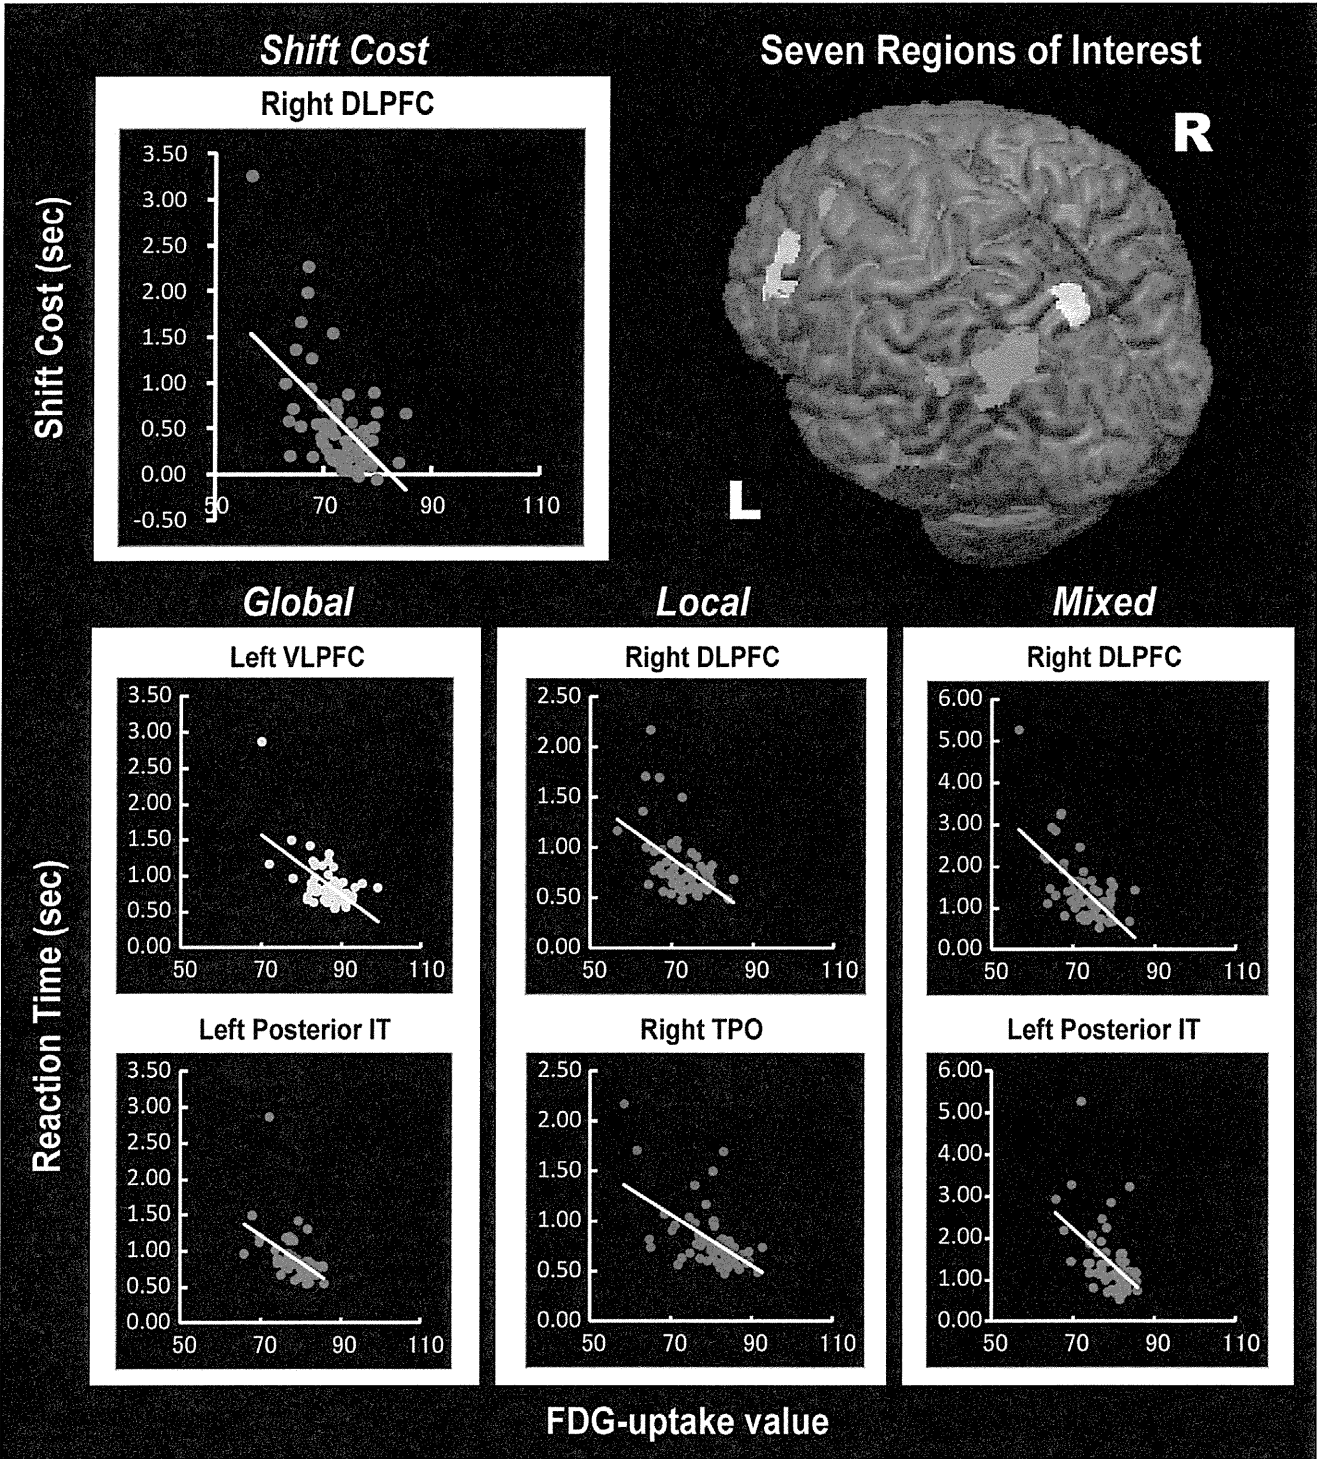 Shift Cost
Seven Regions of Interest
Right DLPFC
R
L
Shift Cost (sec)
3.50
3.00
2.50
2.00
1.50
1.00
0.50
0.00
-0.50
50 70 90 110
Global Local Mixed
Reaction Time (sec)
Left VLPFC
3.50
3.00
2.50
2.00
1.50
1.00
0.50
0.00
50 70 90 110
Right DLPFC
2.50
2.00
1.50
1.00
0.50
0.00
50 70 90 110
Right DLPFC
6.00
5.00
4.00
3.00
2.00
1.00
0.00
50 70 90 110
Left Posterior IT
3.50
3.00
2.50
2.00
1.50
1.00
0.50
0.00
50 70 90 110
Right TPO
2.50
2.00
1.50
1.00
0.50
0.00
50 70 90 110
Left Posterior IT
6.00
5.00
4.00
3.00
2.00
1.00
0.00
50 70 90 110
FDG-uptake value